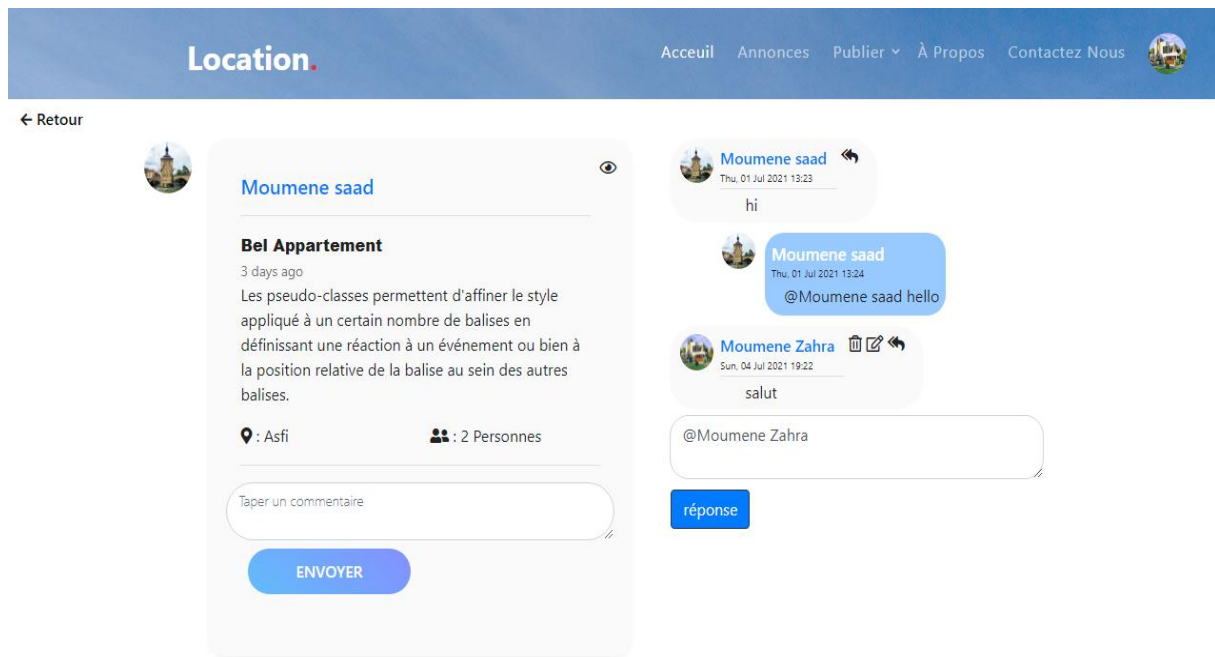 Location.
Acceuil Annonces Publier À Propos Contactez Nous
Retour
Moumene saad
Bel Appartement
3 days ago
Les pseudo-classes permettent d'affiner le style
appliqué à un certain nombre de balises en
définissant une réaction à un événement ou bien à
la position relative de la balise au sein des autres
balises.
: Asfi
: 2 Personnes
Taper un commentaire
ENVOYER
Moumene saad
Thu, 01 Jul 2021 13:23
hi
Moumene saad
Thu, 01 Jul 2021 13:24
@Moumene saad hello
Moumene Zahra
Sun, 04 Jul 2021 19:22
salut
@Moumene Zahra
réponse